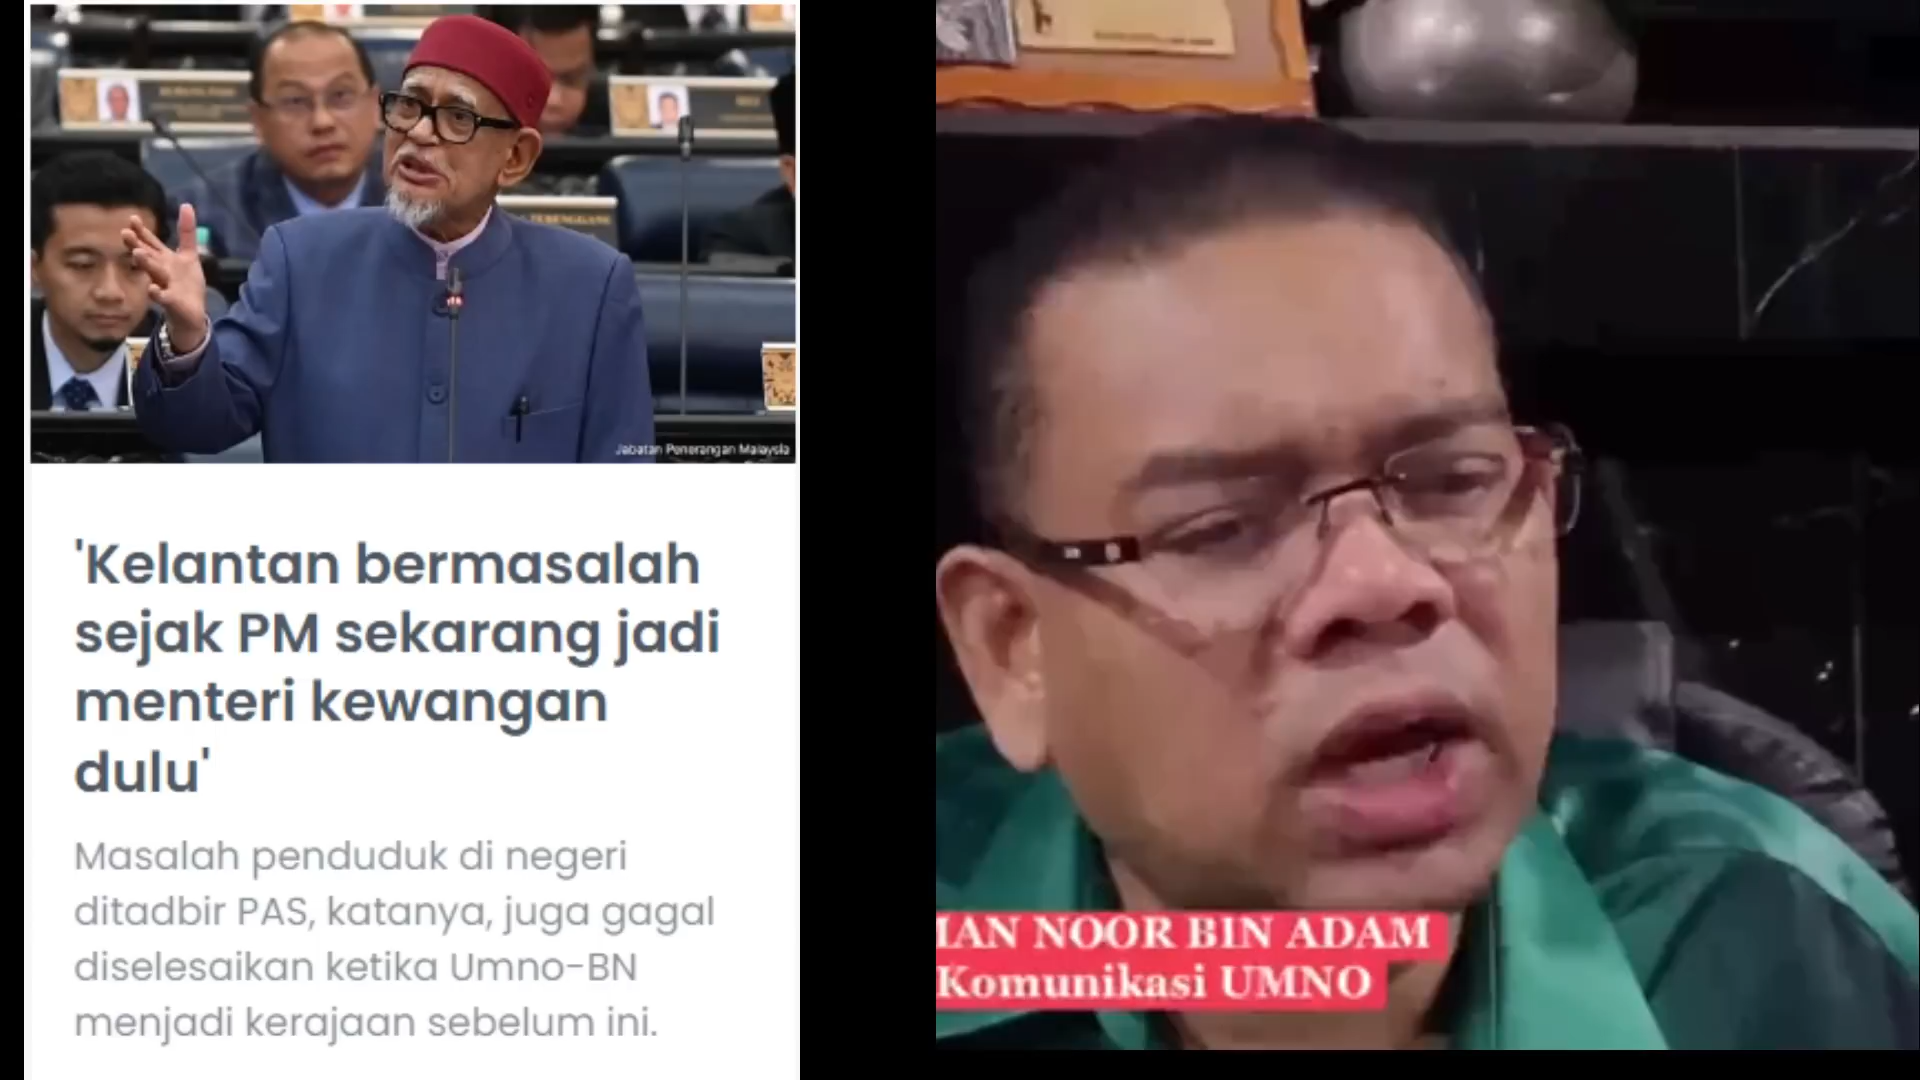 Jabatan Penerangan Malaysia
'Kelantan bermasalah
sejak PM sekarang jadi
menteri kewangan
dulu'
Masalah penduduk di negeri
ditadbir PAS, katanya, juga gagal
diselesaikan ketika Umno-BN
menjadi kerajaan sebelum ini.
MAN NOOR BIN ADAM
Komunikasi UMNO